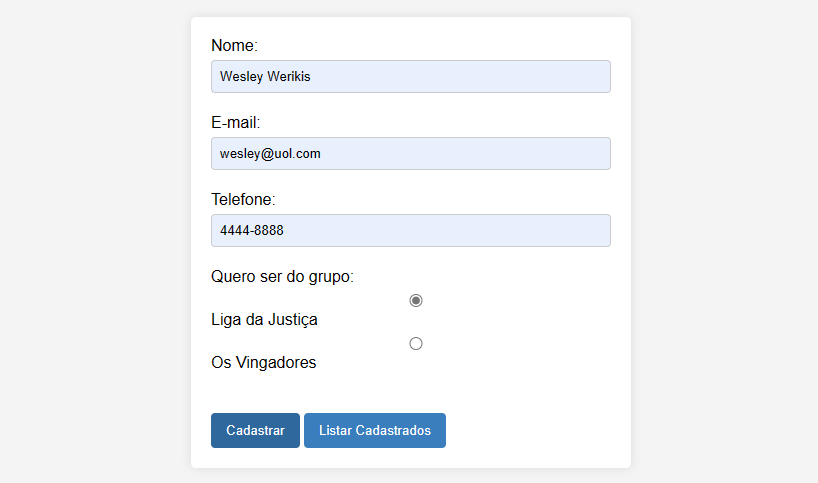 Nome:
Wesley Werikis
E-mail:
wesley@uol.com
Telefone:
4444-8888
Quero ser do grupo:
Liga da Justiça
Os Vingadores
Cadastrar Listar Cadastrados